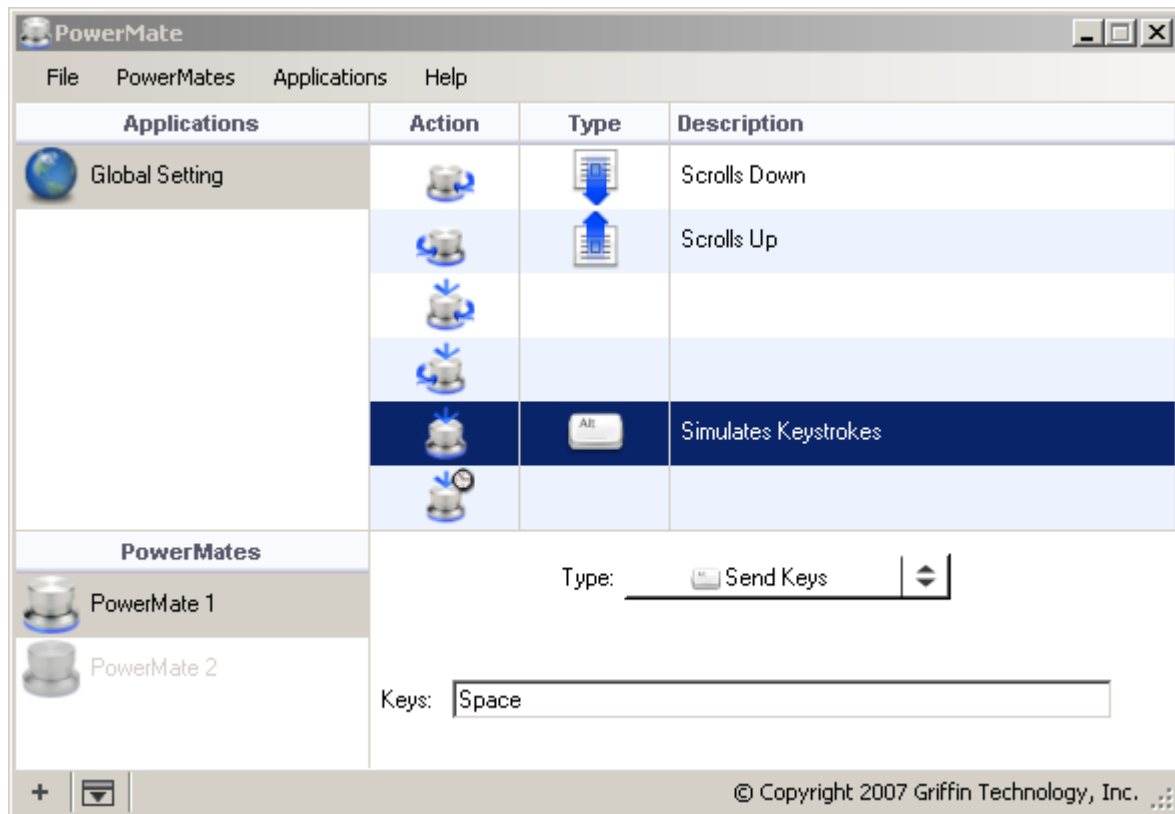 PowerMate
File PowerMates Applications Help
Applications Action Type Description
Global Setting
Scrolls Down
Scrolls Up
Alt
Simulates Keystrokes
PowerMates
Type: Send Keys
PowerMate 1
PowerMate 2
Keys: Space
+
© Copyright 2007 Griffin Technology, Inc.